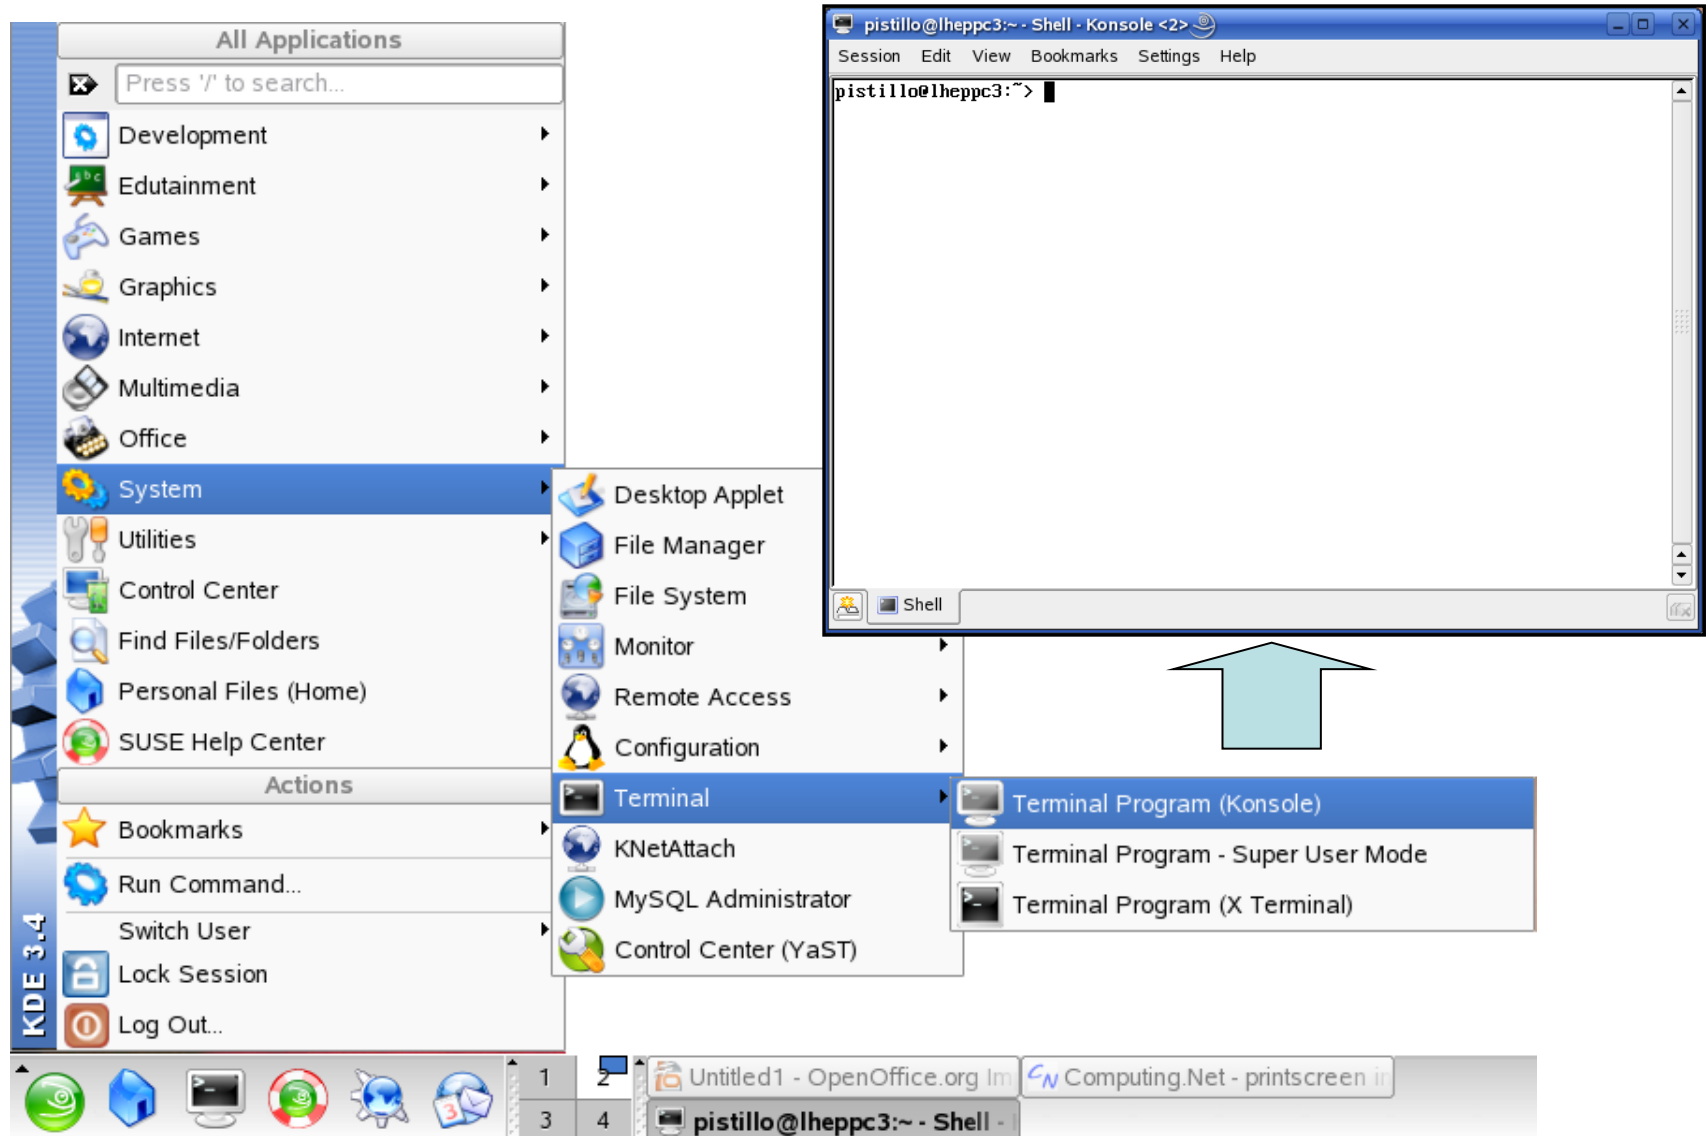 All Applications
Press '/' to search...
Development
Edutainment
Games
Graphics
Internet
Multimedia
Office
System
Utilities
Control Center
Find Files/Folders
Personal Files (Home)
SUSE Help Center
Actions
Bookmarks
Run Command...
Switch User
Lock Session
Log Out...
KDE 3.4
Desktop Applet
File Manager
File System
Monitor
Remote Access
Configuration
Terminal
KNetAttach
MySQL Administrator
Control Center (YaST)
Terminal Program (Konsole)
Terminal Program - Super User Mode
Terminal Program (X Terminal)
pistillo@lheppc3:~ - Shell - Konsole <2>
Session Edit View Bookmarks Settings Help
pistillo@lheppc3:~>
Shell
1 2
3 4
Untitled1 - OpenOffice.org Im
Computing.Net - printscreen in
pistillo@lheppc3:~ - Shell -